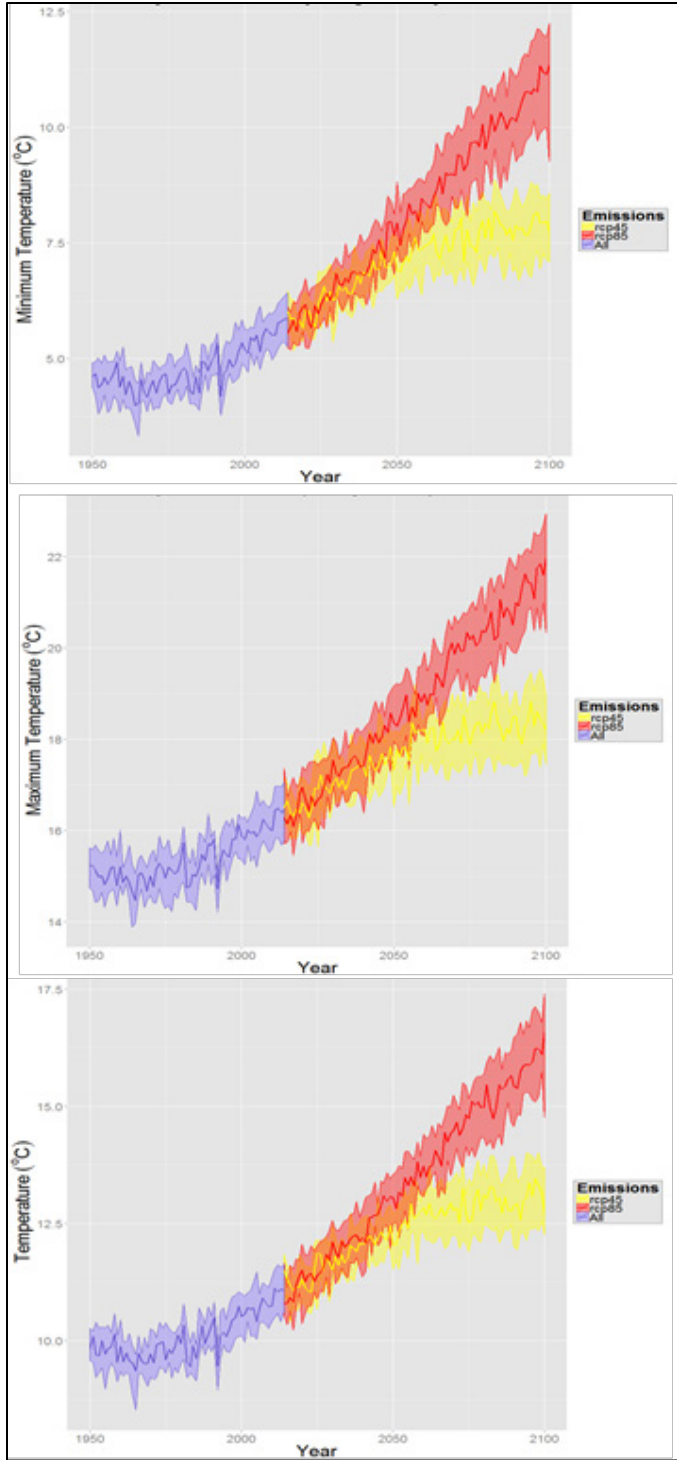 12.5
10.0
7.5
5.0
Minimum Temperature (°C)
1950 2000 2050 2100
Year
Emissions
rcp45
rcp85
All
22
20
18
16
14
Maximum Temperature (°C)
1950 2000 2050 2100
Year
Emissions
rcp45
rcp85
All
17.5
15.0
12.5
10.0
Temperature (°C)
1950 2000 2050 2100
Year
Emissions
rcp45
rcp85
All